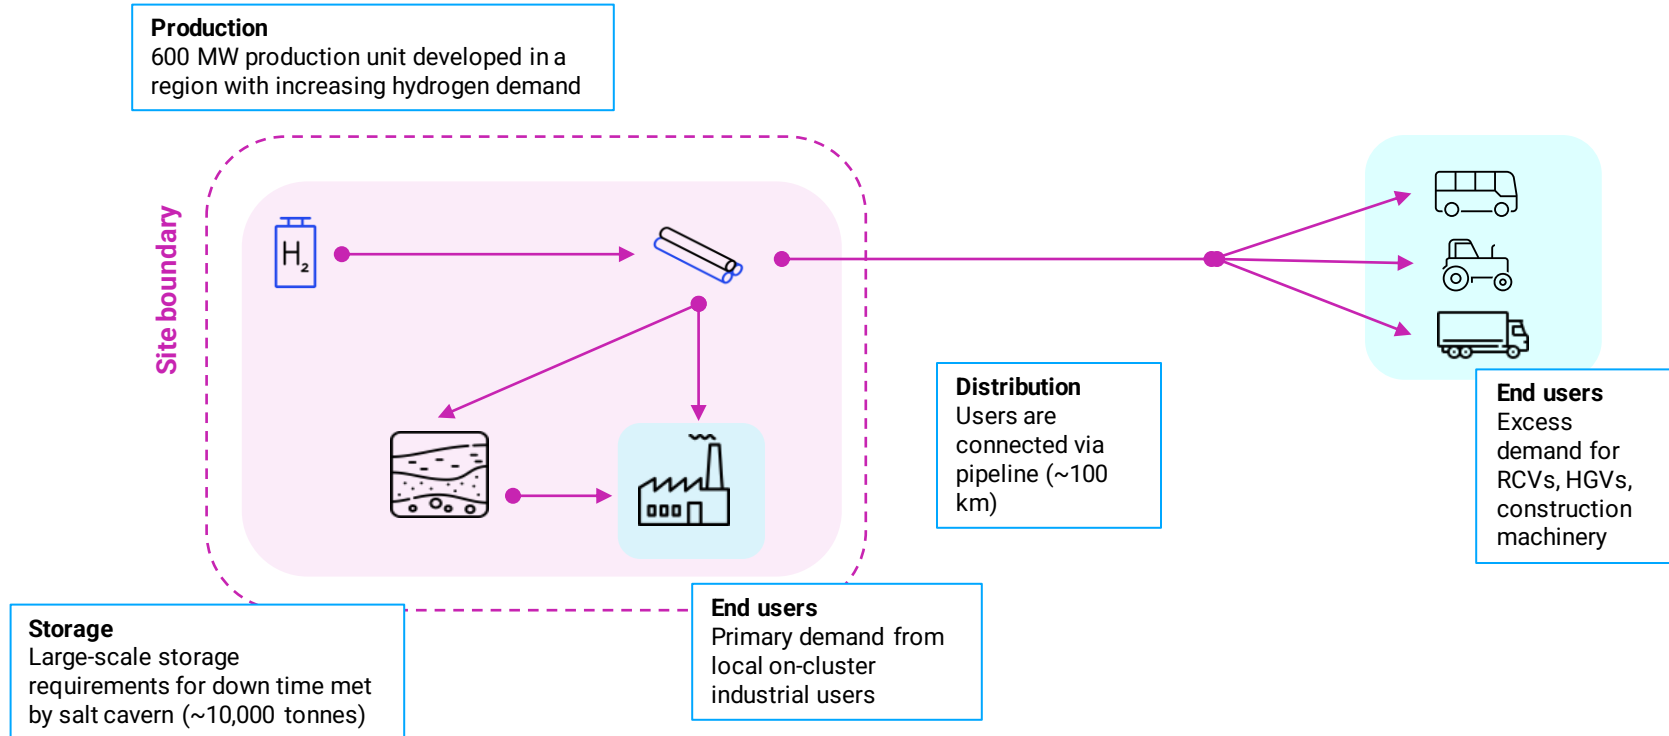 Production
600 MW production unit developed in a
region with increasing hydrogen demand
Site boundary
H₂
Distribution
Users are
connected via
pipeline (~100
km)
End users
Excess
demand for
RCVs, HGVs,
construction
machinery
Storage
Large-scale storage
requirements for down time met
by salt cavern (~10,000 tonnes)
End users
Primary demand from
local on-cluster
industrial users